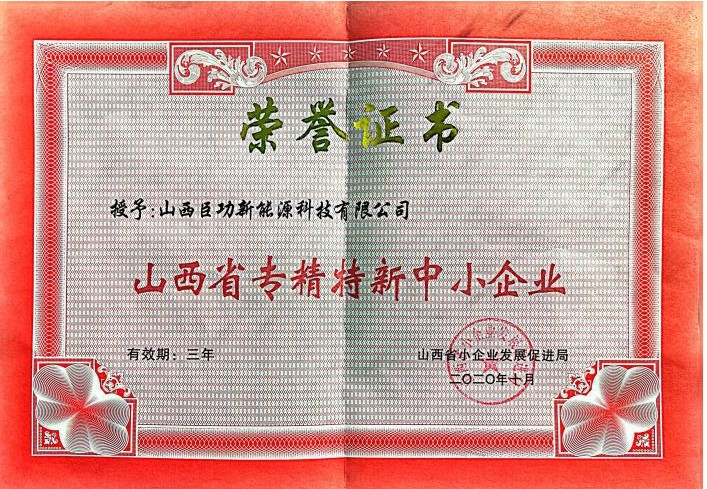 荣誉证书
授予:山西巨功新能源科技有限公司
山西省专精特新中小企业
有效期：三年
山西省小企业发展促进局
二〇二〇年十月